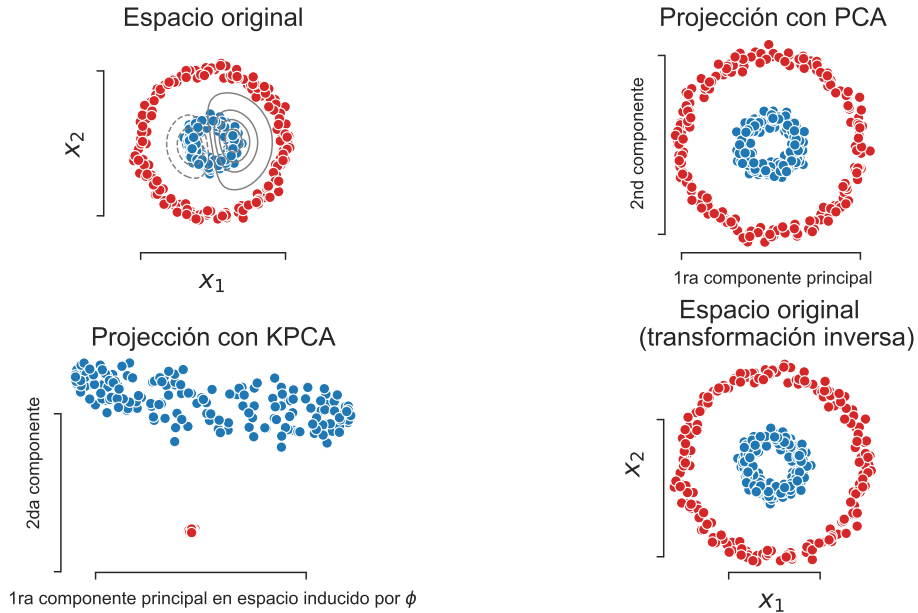 Espacio original
x2
x1
Projección con PCA
2nd componente
1ra componente principal
Projección con KPCA
2da componente
1ra componente principal en espacio inducido por ϕ
Espacio original
(transformación inversa)
x2
x1